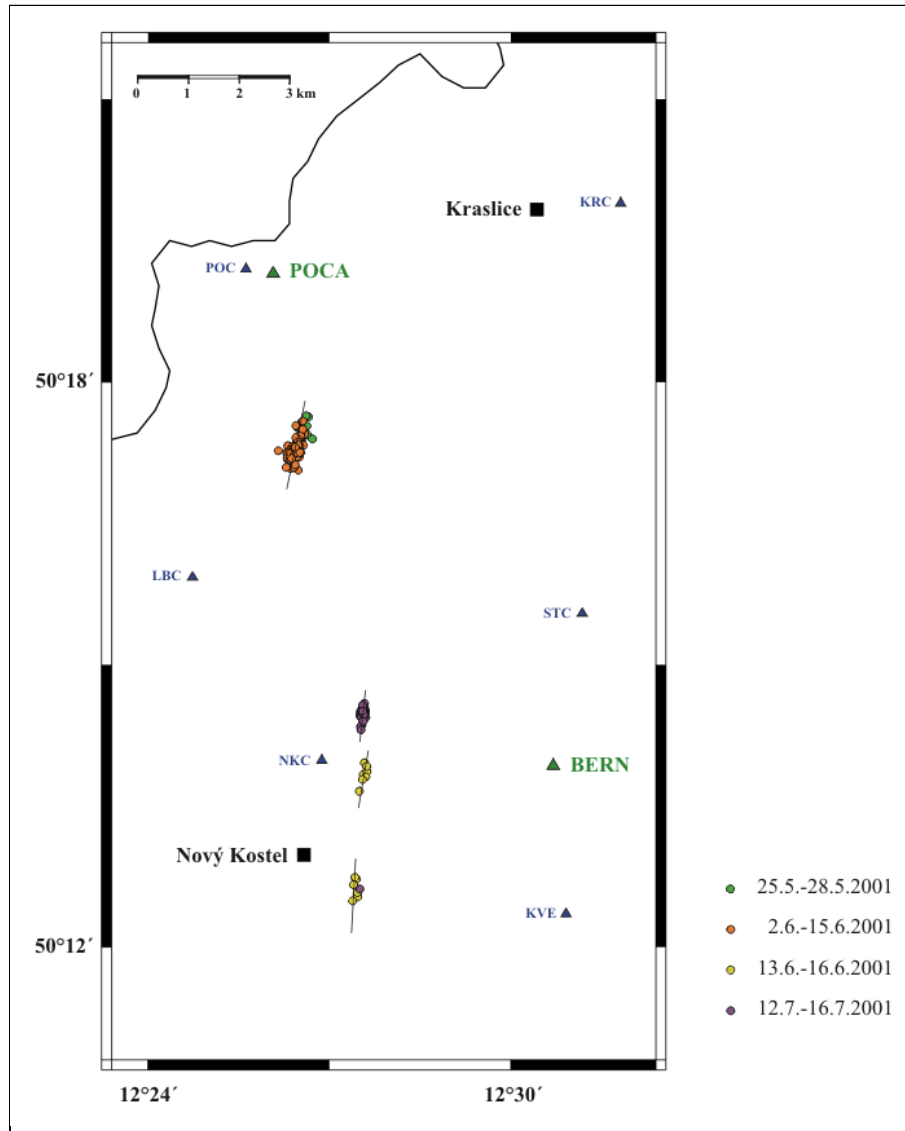 0 1 2 3 km
Kraslice
KRC
POC
POCA
50°18´
LBC
STC
NKC
BERN
Nový Kostel
KVE
50°12´
12°24´
12°30´
25.5.-28.5.2001
2.6.-15.6.2001
13.6.-16.6.2001
12.7.-16.7.2001